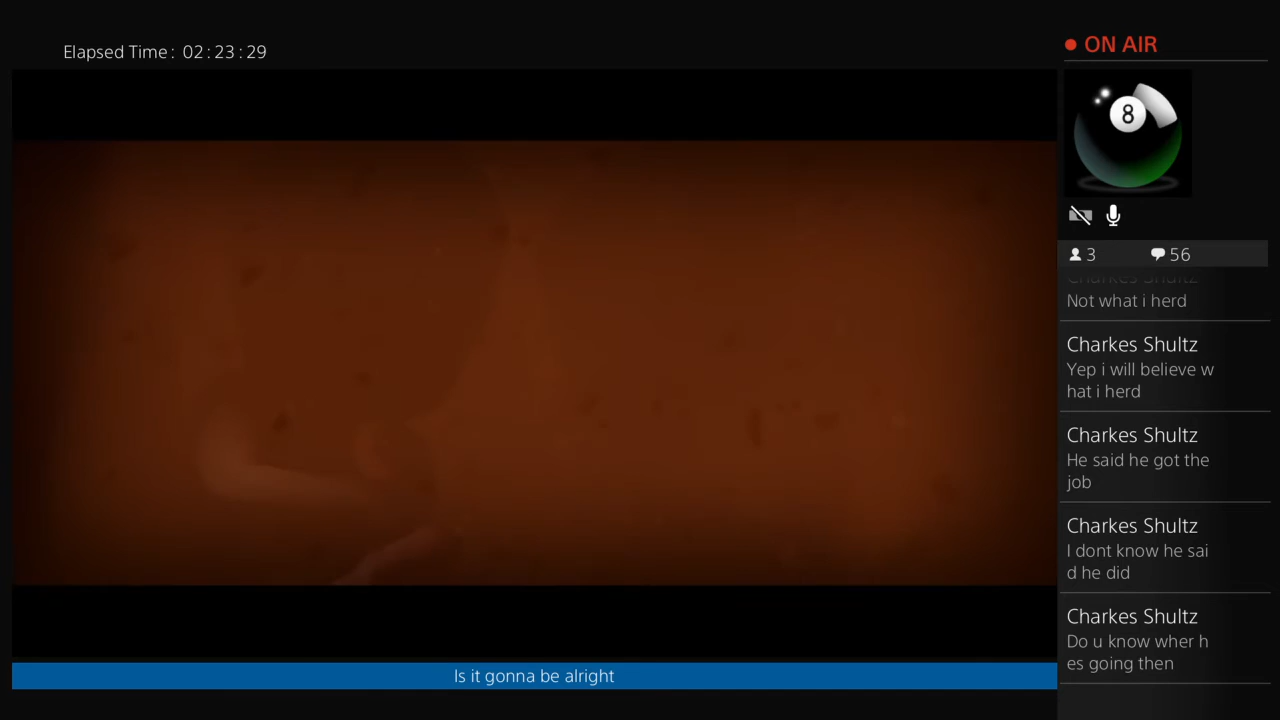 Elapsed Time: 02:23:29
ON AIR
8
3 56
Charkes Shultz
Not what i herd
Charkes Shultz
Yep i will believe w
hat i herd
Charkes Shultz
He said he got the
job
Charkes Shultz
I dont know he sai
d he did
Charkes Shultz
Do u know wher h
es going then
Is it gonna be alright